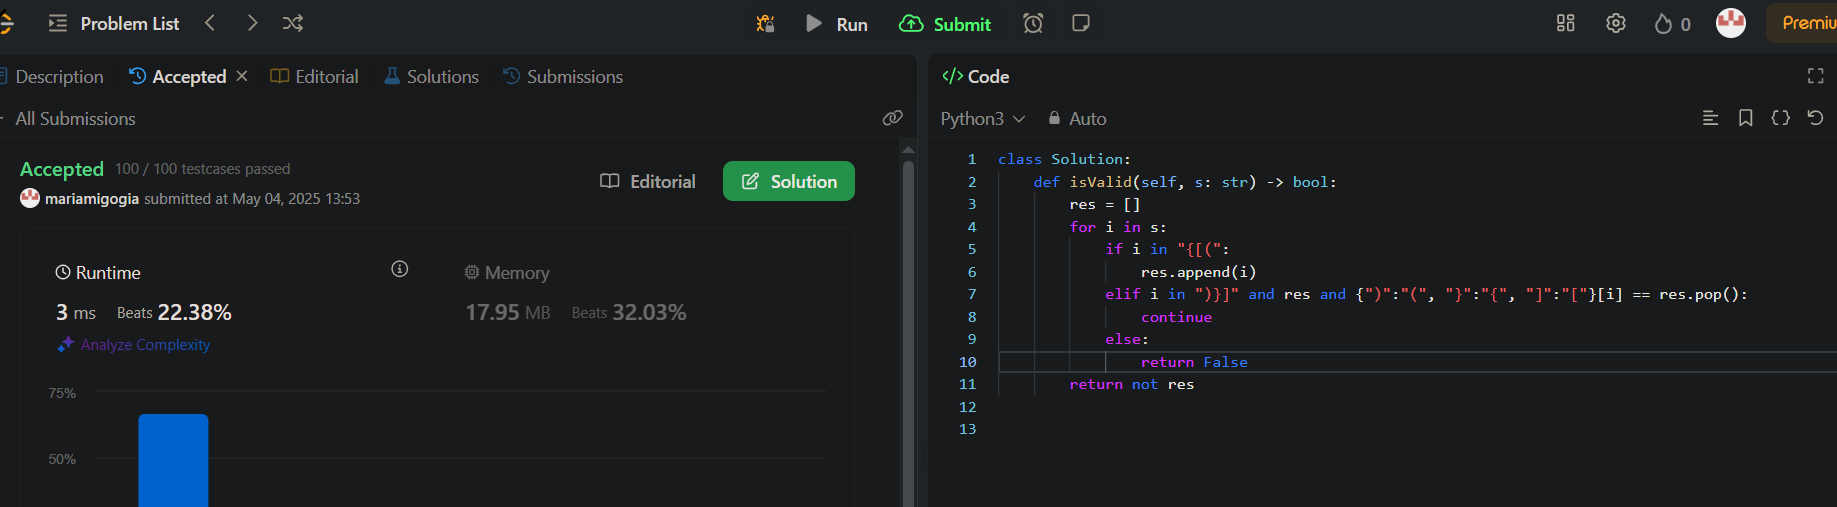 Problem List
Run
Submit
0
Premiu
Description
Accepted
Editorial
Solutions
Submissions
All Submissions
Accepted 100 / 100 testcases passed
mariamigogia submitted at May 04, 2025 13:53
Editorial
Solution
Runtime
3 ms Beats 22.38%
Analyze Complexity
Memory
17.95 MB Beats 32.03%
75%
50%
</> Code
Python3
Auto
1 class Solution:
2     def isValid(self, s: str) -> bool:
3         res = []
4         for i in s:
5             if i in "{[(":
6                 res.append(i)
7             elif i in ")}]" and res and {")":"(", "}":"{", "]":"["}[i] == res.pop():
8                 continue
9             else:
10                 return False
11         return not res
12
13